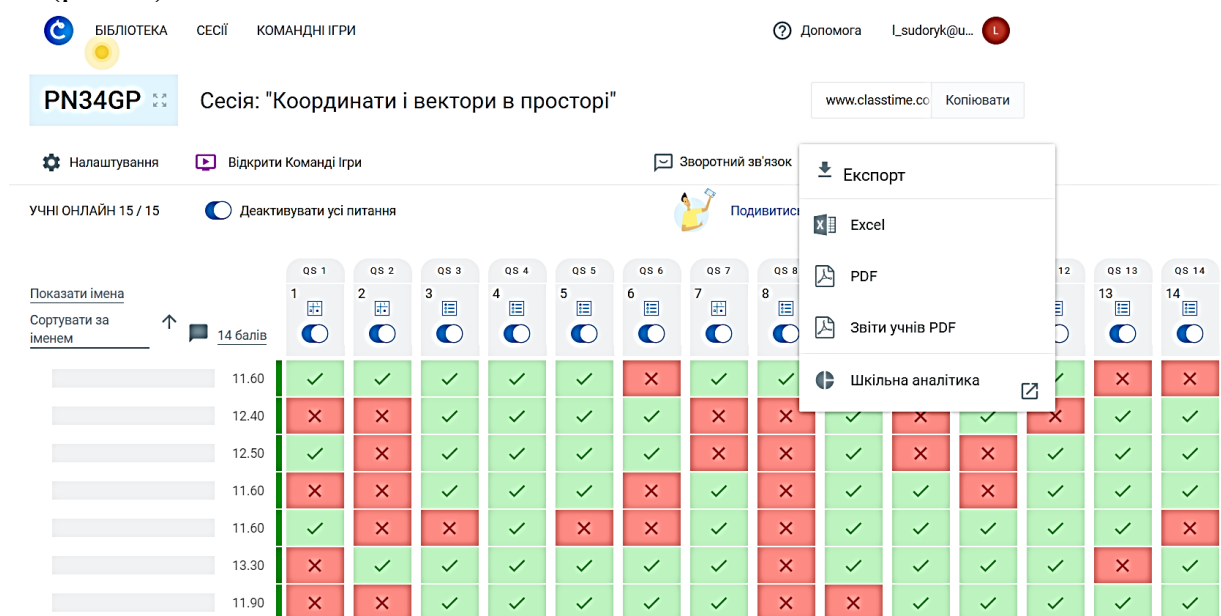 БІБЛІОТЕКА СЕСІЇ КОМАНДНІ ІГРИ Допомога l_sudoryk@u... L
PN34GP Сесія: "Координати і вектори в просторі" www.classtime.co Копіювати
Налаштування Відкрити Команді Ігри Зворотний зв'язок
Експорт
УЧНІ ОНЛАЙН 15 / 15 Деактивувати усі питання
Excel
PDF
Звіти учнів PDF
Шкільна аналітика
QS 1 QS 2 QS 3 QS 4 QS 5 QS 6 QS 7 QS 8 12 QS 13 QS 14
Показати імена 1 2 3 4 5 6 7 8 13 14
Сортувати за
іменем 14 балів
11.60
12.40
12.50
11.60
11.60
13.30
11.90